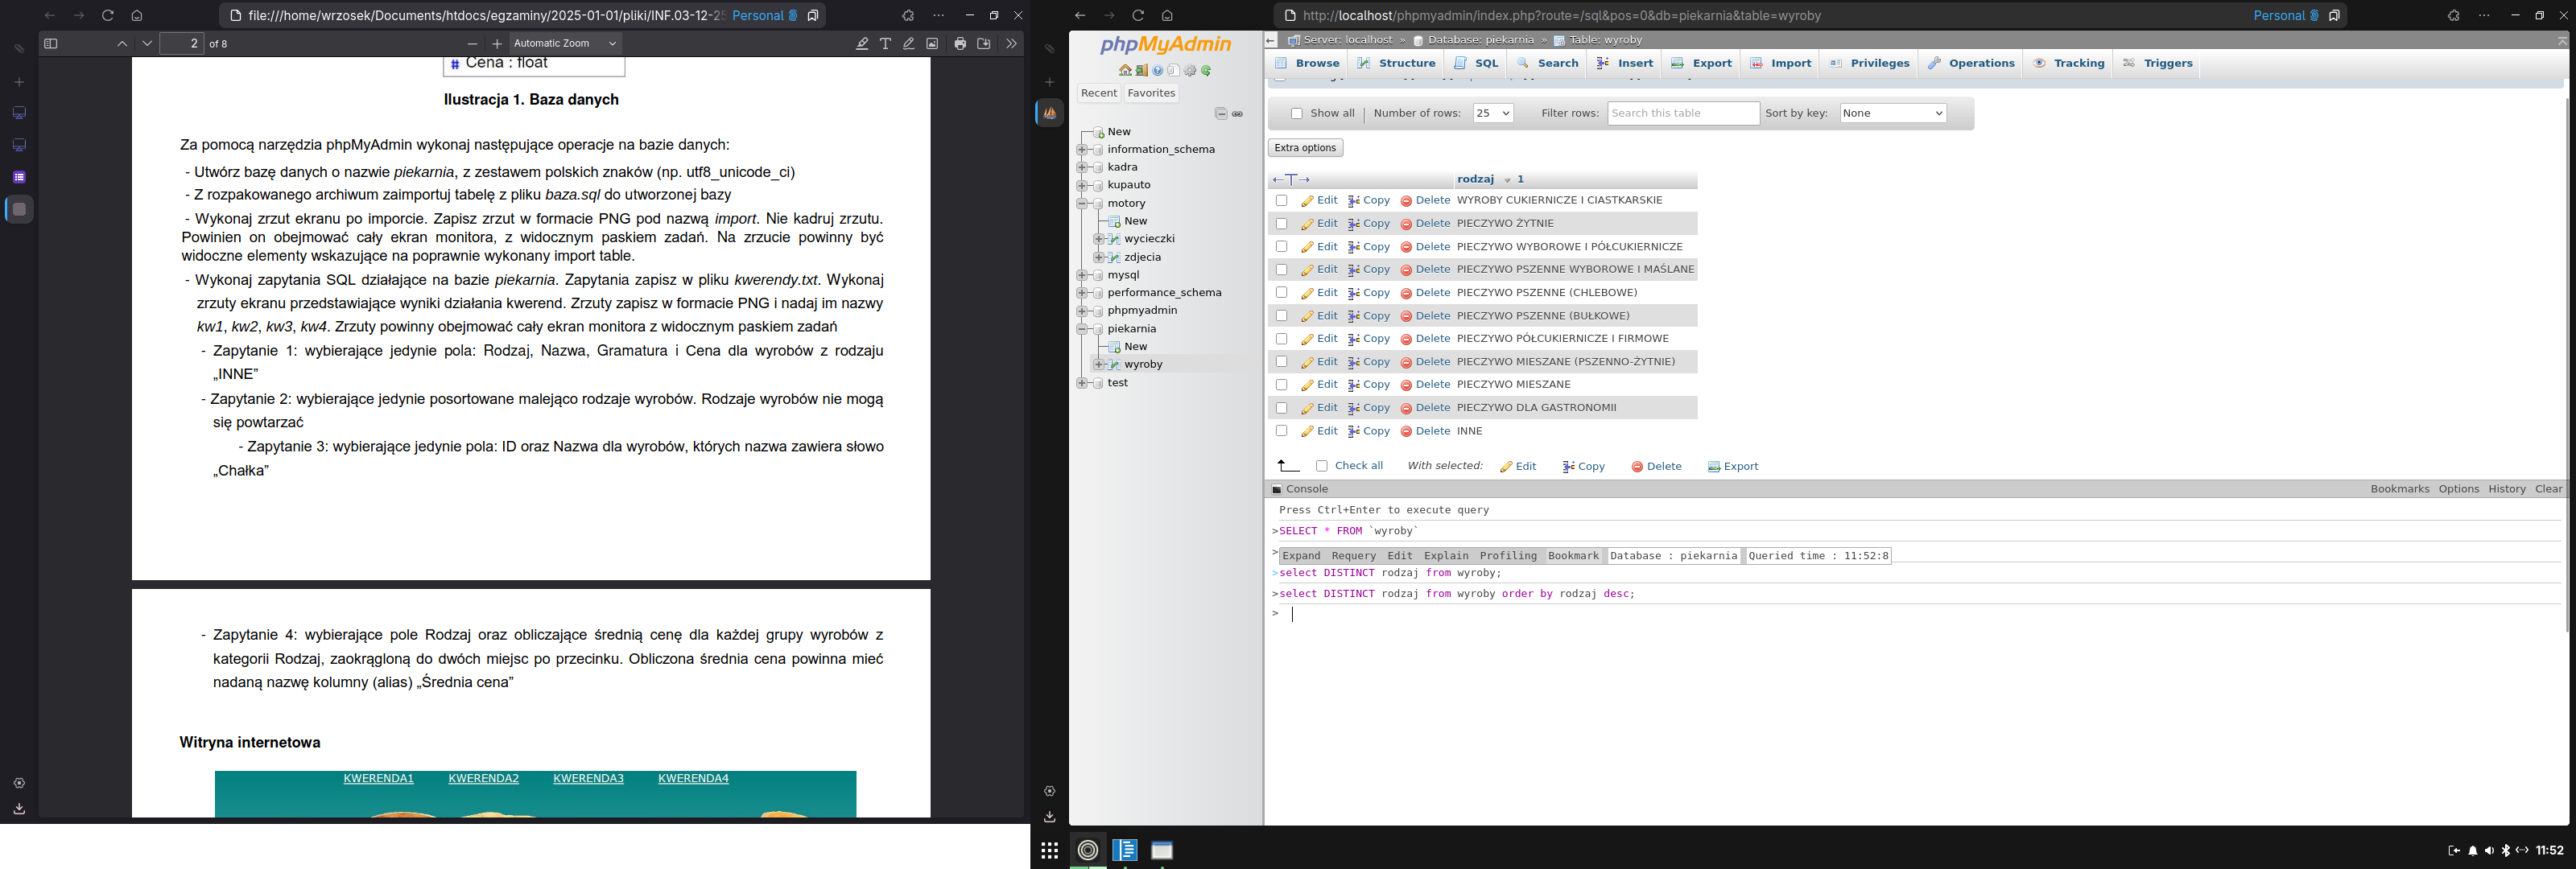 file:///home/wrzosek/Documents/htdocs/egzaminy/2025-01-01/pliki/INF.03-12-25
Personal
2 of 8
Automatic Zoom
# Cena : float
Ilustracja 1. Baza danych
Za pomocą narzędzia phpMyAdmin wykonaj następujące operacje na bazie danych:
- Utwórz bazę danych o nazwie piekarnia, z zestawem polskich znaków (np. utf8_unicode_ci)
- Z rozpakowanego archiwum zaimportuj tabelę z pliku baza.sql do utworzonej bazy
- Wykonaj zrzut ekranu po imporcie. Zapisz zrzut w formacie PNG pod nazwą import. Nie kadruj zrzutu.
Powinien on obejmować cały ekran monitora, z widocznym paskiem zadań. Na zrzucie powinny być
widoczne elementy wskazujące na poprawnie wykonany import table.
- Wykonaj zapytania SQL działające na bazie piekarnia. Zapytania zapisz w pliku kwerendy.txt. Wykonaj
zrzuty ekranu przedstawiające wyniki działania kwerend. Zrzuty zapisz w formacie PNG i nadaj im nazwy
kw1, kw2, kw3, kw4. Zrzuty powinny obejmować cały ekran monitora z widocznym paskiem zadań
- Zapytanie 1: wybierające jedynie pola: Rodzaj, Nazwa, Gramatura i Cena dla wyrobów z rodzaju
„INNE”
- Zapytanie 2: wybierające jedynie posortowane malejąco rodzaje wyrobów. Rodzaje wyrobów nie mogą
się powtarzać
- Zapytanie 3: wybierające jedynie pola: ID oraz Nazwa dla wyrobów, których nazwa zawiera słowo
„Chałka”
- Zapytanie 4: wybierające pole Rodzaj oraz obliczające średnią cenę dla każdej grupy wyrobów z
kategorii Rodzaj, zaokrągloną do dwóch miejsc po przecinku. Obliczona średnia cena powinna mieć
nadaną nazwę kolumny (alias) „Średnia cena”
Witryna internetowa
KWERENDA1 KWERENDA2 KWERENDA3 KWERENDA4
http://localhost/phpmyadmin/index.php?route=/sql&pos=0&db=piekarnia&table=wyroby
Personal
phpMyAdmin
Recent Favorites
New
information_schema
kadra
kupauto
motory
New
wycieczki
zdjecia
mysql
performance_schema
phpmyadmin
piekarnia
New
wyroby
test
Server: localhost » Database: piekarnia » Table: wyroby
Browse Structure SQL Search Insert Export Import Privileges Operations Tracking Triggers
Show all Number of rows: 25 Filter rows: Search this table Sort by key: None
Extra options
rodzaj 1
Edit Copy Delete WYROBY CUKIERNICZE I CIASTKARSKIE
Edit Copy Delete PIECZYWO ŻYTNIE
Edit Copy Delete PIECZYWO WYBOROWE I PÓŁCUKIERNICZE
Edit Copy Delete PIECZYWO PSZENNE WYBOROWE I MAŚLANE
Edit Copy Delete PIECZYWO PSZENNE (CHLEBOWE)
Edit Copy Delete PIECZYWO PSZENNE (BUŁKOWE)
Edit Copy Delete PIECZYWO PÓŁCUKIERNICZE I FIRMOWE
Edit Copy Delete PIECZYWO MIESZANE (PSZENNO-ŻYTNIE)
Edit Copy Delete PIECZYWO MIESZANE
Edit Copy Delete PIECZYWO DLA GASTRONOMII
Edit Copy Delete INNE
Check all With selected: Edit Copy Delete Export
Console Bookmarks Options History Clear
Press Ctrl+Enter to execute query
>SELECT * FROM `wyroby`
> Expand Requery Edit Explain Profiling Bookmark Database : piekarnia Queried time : 11:52:8
>select DISTINCT rodzaj from wyroby;
>select DISTINCT rodzaj from wyroby order by rodzaj desc;
>
11:52